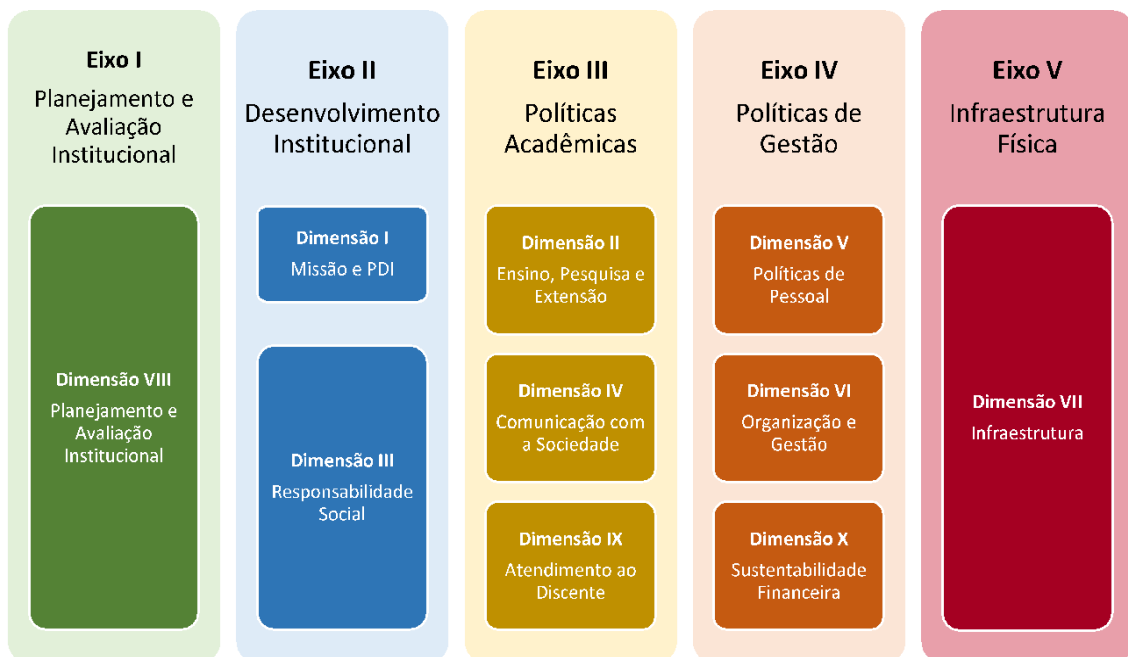 Eixo I
Planejamento e
Avaliação
Institucional
Dimensão VIII
Planejamento e
Avaliação
Institucional
Eixo II
Desenvolvimento
Institucional
Dimensão I
Missão e PDI
Dimensão III
Responsabilidade
Social
Eixo III
Políticas
Acadêmicas
Dimensão II
Ensino, Pesquisa e
Extensão
Dimensão IV
Comunicação com
a Sociedade
Dimensão IX
Atendimento ao
Discente
Eixo IV
Políticas de
Gestão
Dimensão V
Políticas de
Pessoal
Dimensão VI
Organização e
Gestão
Dimensão X
Sustentabilidade
Financeira
Eixo V
Infraestrutura
Física
Dimensão VII
Infraestrutura